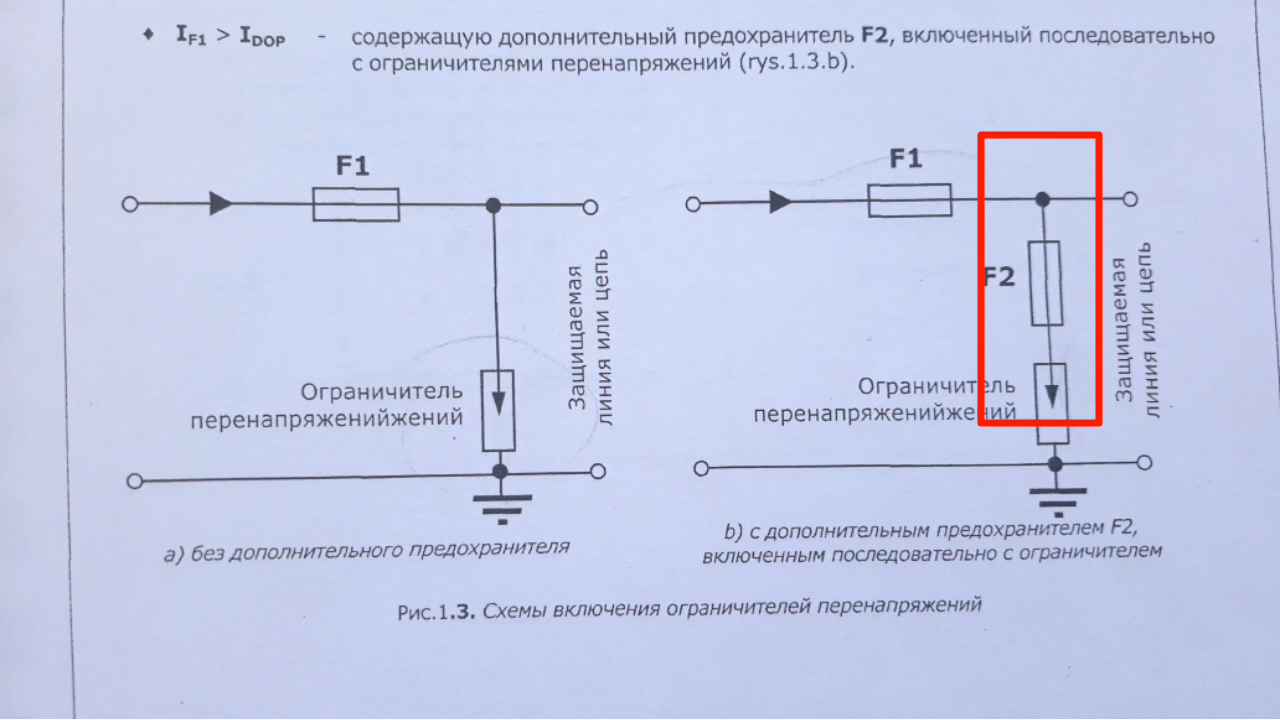 ♦ I_F1 > I_DOP - содержащую дополнительный предохранитель F2, включенный последовательно
с ограничителями перенапряжений (rys.1.3.b).
F1
Защищаемая
линия или цепь
Ограничитель
перенапряженийжений
a) без дополнительного предохранителя
F1
F2
Защищаемая
линия или цепь
Ограничитель
перенапряженийжений
b) с дополнительным предохранителем F2,
включенным последовательно с ограничителем
Рис.1.3. Схемы включения ограничителей перенапряжений